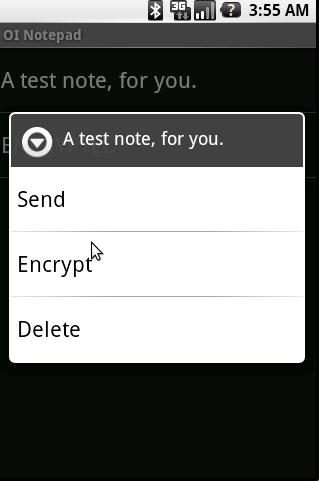 3G
3:55 AM
OI Notepad
A test note, for you.
A test note, for you.
Send
Encrypt
Delete